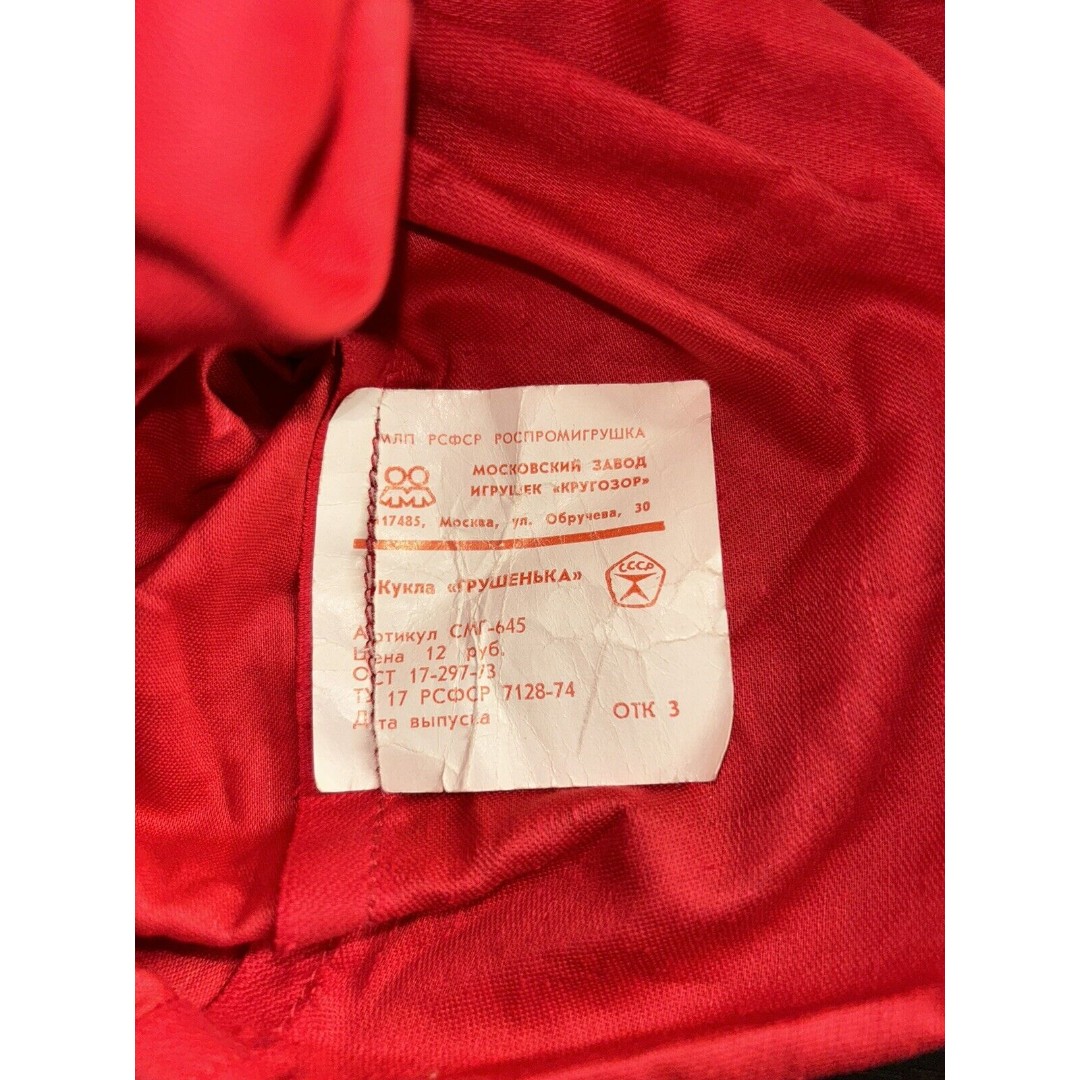 МЛП РСФСР РОСПРОМИГРУШКА
МОСКОВСКИЙ ЗАВОД
ИГРУШЕК «КРУГОЗОР»
117485, Москва, ул. Обручева, 30
Кукла «ГРУШЕНЬКА»
СССР
Артикул СМГ-645
Цена 12 руб.
ОСТ 17-297-73
ТУ 17 РСФСР 7128-74
Дата выпуска
ОТК 3